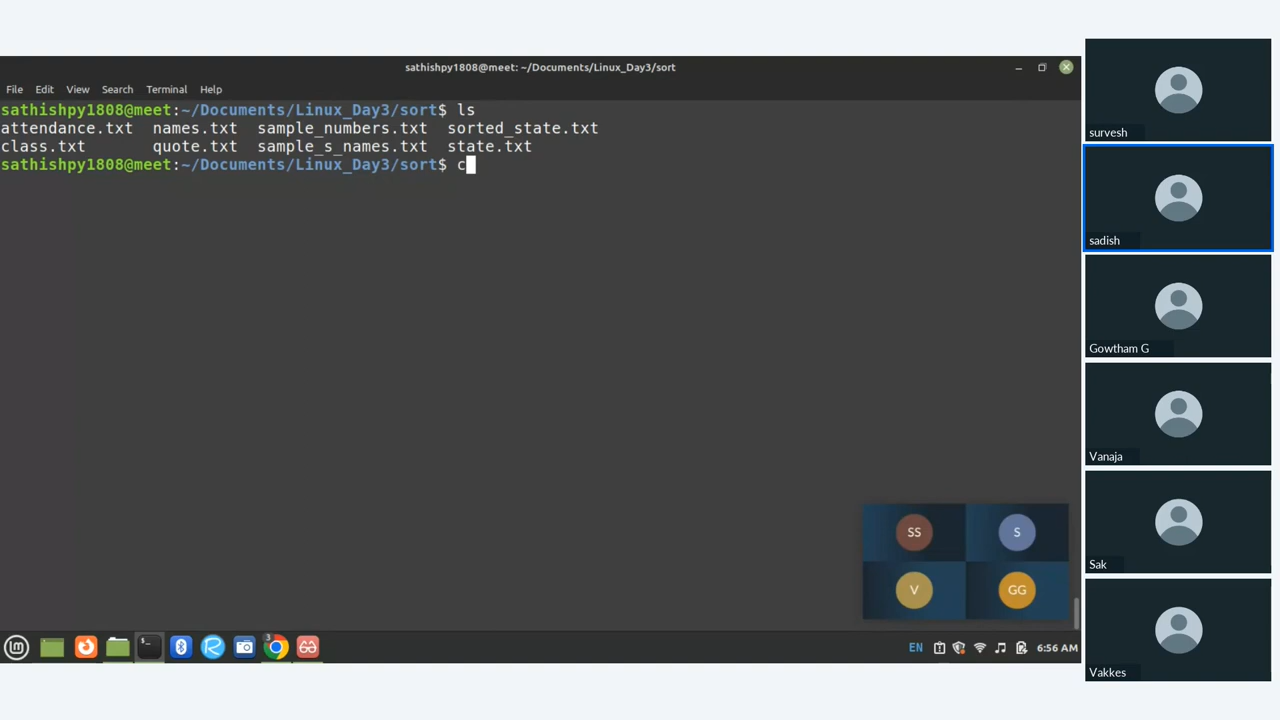 sathishpy1808@meet: ~/Documents/Linux_Day3/sort
File Edit View Search Terminal Help
sathishpy1808@meet:~/Documents/Linux_Day3/sort$ ls
attendance.txt names.txt sample_numbers.txt sorted_state.txt
class.txt quote.txt sample_s_names.txt state.txt
sathishpy1808@meet:~/Documents/Linux_Day3/sort$ c
SS S
V GG
3
EN 6:56 AM
survesh
sadish
Gowtham G
Vanaja
Sak
Vakkes